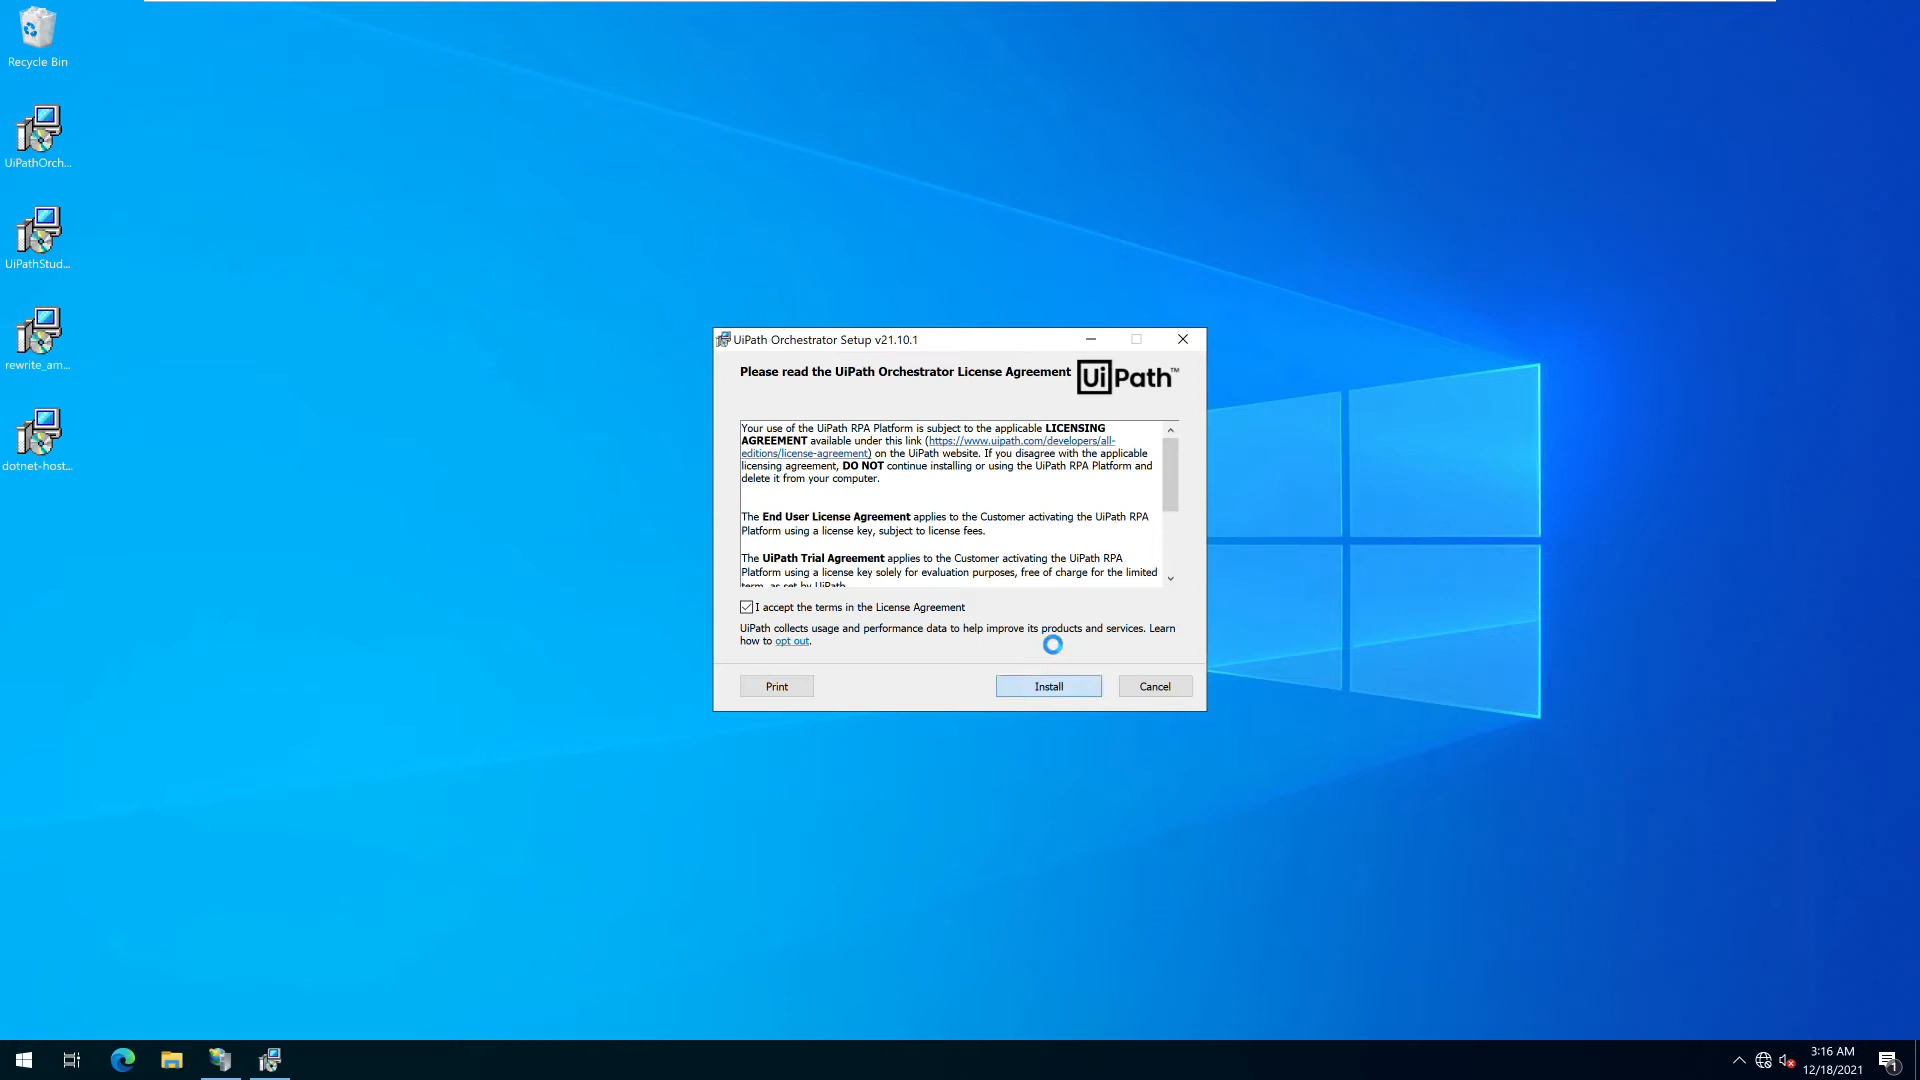 Recycle Bin
UiPathOrch...
UiPathStud...
rewrite_am...
dotnet-host...
UiPath Orchestrator Setup v21.10.1
Please read the UiPath Orchestrator License Agreement
UiPath™
Your use of the UiPath RPA Platform is subject to the applicable LICENSING
AGREEMENT available under this link (https://www.uipath.com/developers/all-
editions/license-agreement) on the UiPath website. If you disagree with the applicable
licensing agreement, DO NOT continue installing or using the UiPath RPA Platform and
delete it from your computer.
The End User License Agreement applies to the Customer activating the UiPath RPA
Platform using a license key, subject to license fees.
The UiPath Trial Agreement applies to the Customer activating the UiPath RPA
Platform using a license key solely for evaluation purposes, free of charge for the limited
term, as set by UiPath
I accept the terms in the License Agreement
UiPath collects usage and performance data to help improve its products and services. Learn
how to opt out.
Print
Install
Cancel
3:16 AM
12/18/2021
1